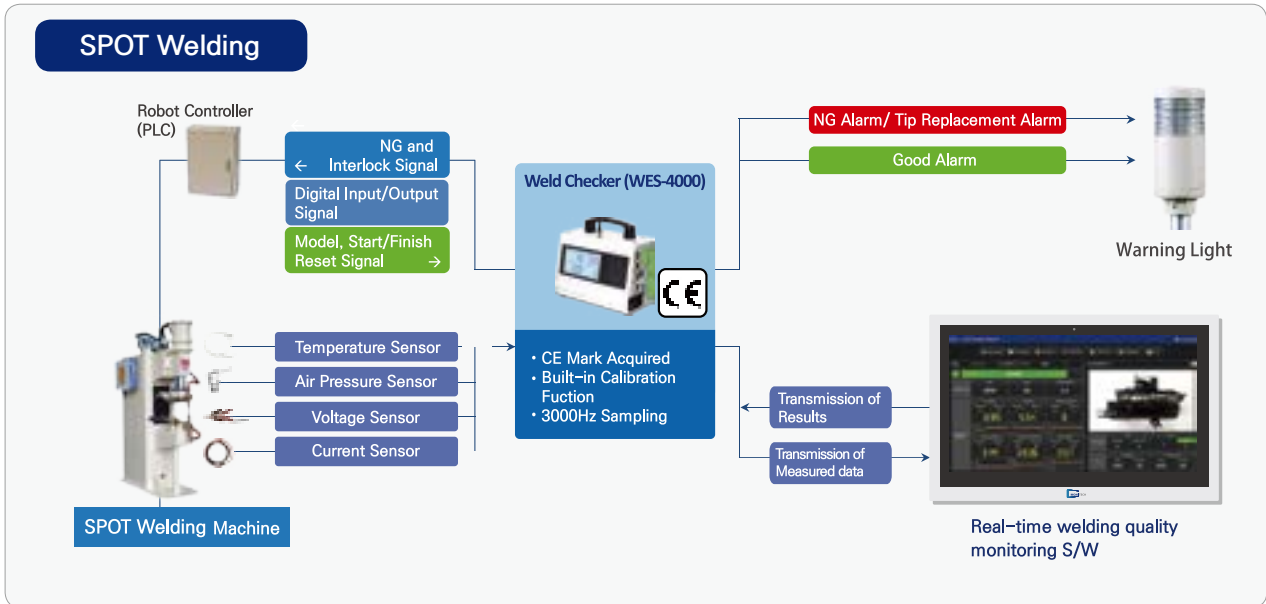 SPOT Welding
Robot Controller
(PLC)
←
NG and
← Interlock Signal
Digital Input/Output
Signal
Model, Start/Finish
Reset Signal →
Weld Checker (WES-4000)
CE
• CE Mark Acquired
• Built-in Calibration
Fuction
• 3000Hz Sampling
NG Alarm/ Tip Replacement Alarm
Good Alarm
Warning Light
Temperature Sensor
Air Pressure Sensor
Voltage Sensor
Current Sensor
SPOT Welding Machine
Transmission of
Results
Transmission of
Measured data
Real-time welding quality
monitoring S/W